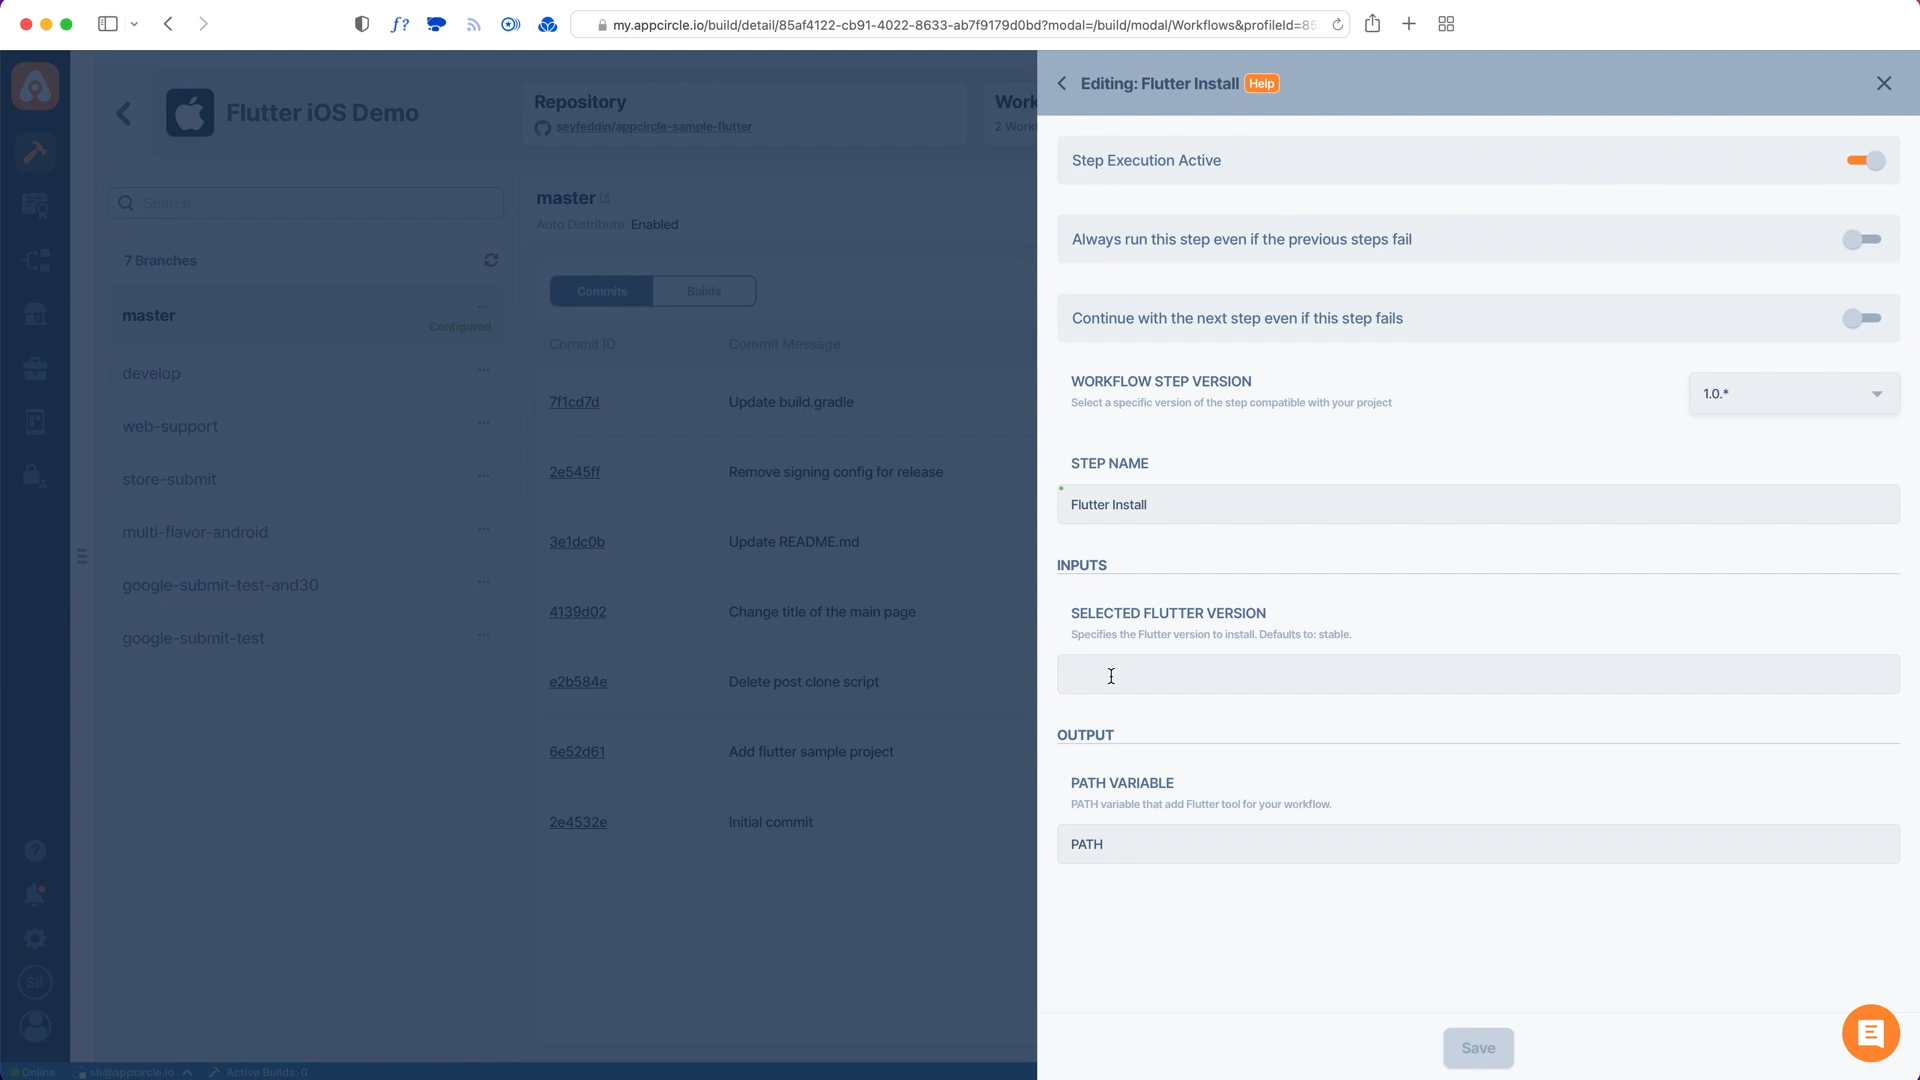 my.appcircle.io/build/detail/85af4122-cb91-4022-8633-ab7f9179d0bd?modal=/build/modal/Workflows&profileId=85
Flutter iOS Demo
Repository
seyfeddin/appcircle-sample-flutter
Work
2 Work
Search
7 Branches
master
Configured
develop
web-support
store-submit
multi-flavor-android
google-submit-test-and30
google-submit-test
master
Auto Distribute: Enabled
Commits
Builds
Commit ID
Commit Message
7f1cd7d
Update build.gradle
2e545ff
Remove signing config for release
3e1dc0b
Update README.md
4139d02
Change title of the main page
e2b584e
Delete post clone script
6e52d61
Add flutter sample project
2e4532e
Initial commit
SB
Online
sb@appcircle.io
Active Builds: 0
Editing: Flutter Install
Help
Step Execution Active
Always run this step even if the previous steps fail
Continue with the next step even if this step fails
WORKFLOW STEP VERSION
Select a specific version of the step compatible with your project
1.0.*
STEP NAME
Flutter Install
INPUTS
SELECTED FLUTTER VERSION
Specifies the Flutter version to install. Defaults to: stable.
OUTPUT
PATH VARIABLE
PATH variable that add Flutter tool for your workflow.
PATH
Save